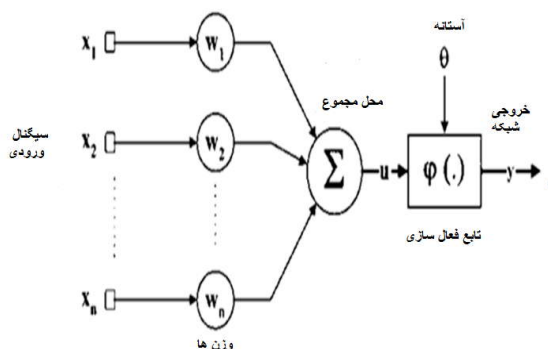 آستانه
θ
x1
w1
محل مجموع
خروجی
شبکه
سیگنال
ورودی
x2
w2
Σ
u
φ (.)
y
تابع فعال سازی
xn
wn
وزن ها